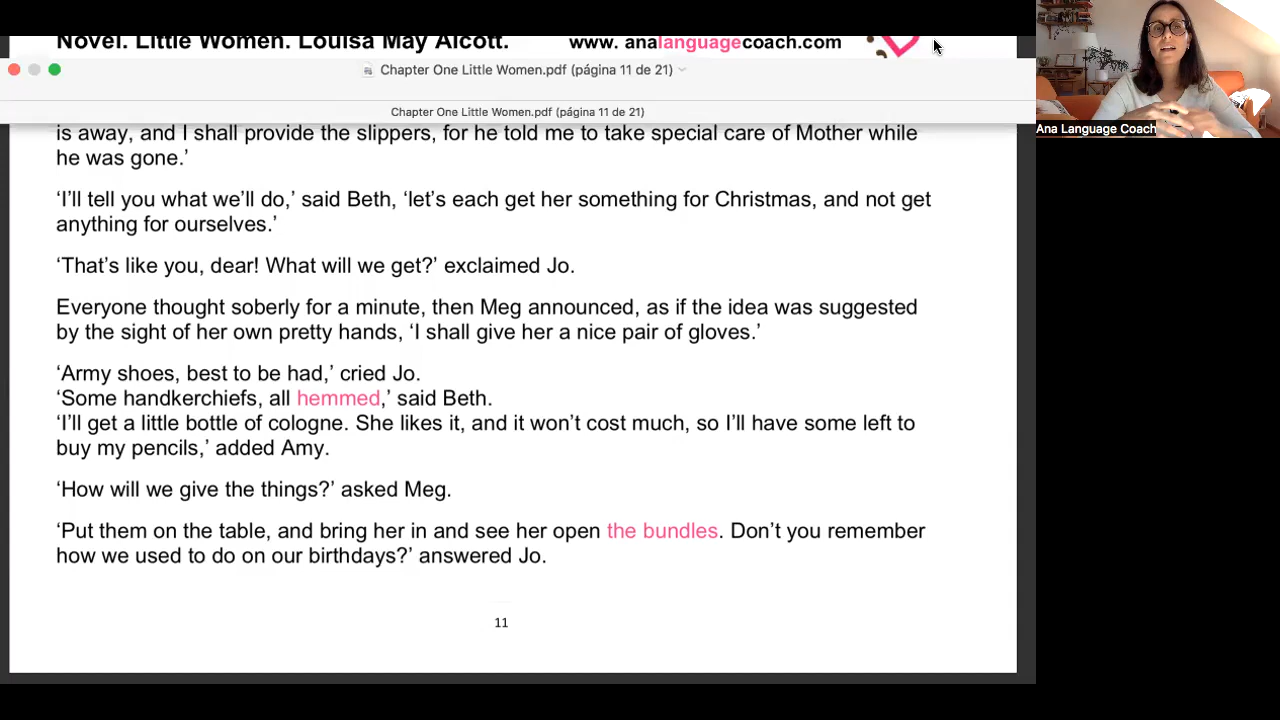 Novel. Little Women. Louisa May Alcott. www. analanguagecoach.com
Chapter One Little Women.pdf (página 11 de 21)
Chapter One Little Women.pdf (página 11 de 21)
Ana Language Coach
is away, and I shall provide the slippers, for he told me to take special care of Mother while
he was gone.’
‘I’ll tell you what we’ll do,’ said Beth, ‘let’s each get her something for Christmas, and not get
anything for ourselves.’
‘That’s like you, dear! What will we get?’ exclaimed Jo.
Everyone thought soberly for a minute, then Meg announced, as if the idea was suggested
by the sight of her own pretty hands, ‘I shall give her a nice pair of gloves.’
‘Army shoes, best to be had,’ cried Jo.
‘Some handkerchiefs, all hemmed,’ said Beth.
‘I’ll get a little bottle of cologne. She likes it, and it won’t cost much, so I’ll have some left to
buy my pencils,’ added Amy.
‘How will we give the things?’ asked Meg.
‘Put them on the table, and bring her in and see her open the bundles. Don’t you remember
how we used to do on our birthdays?’ answered Jo.
11